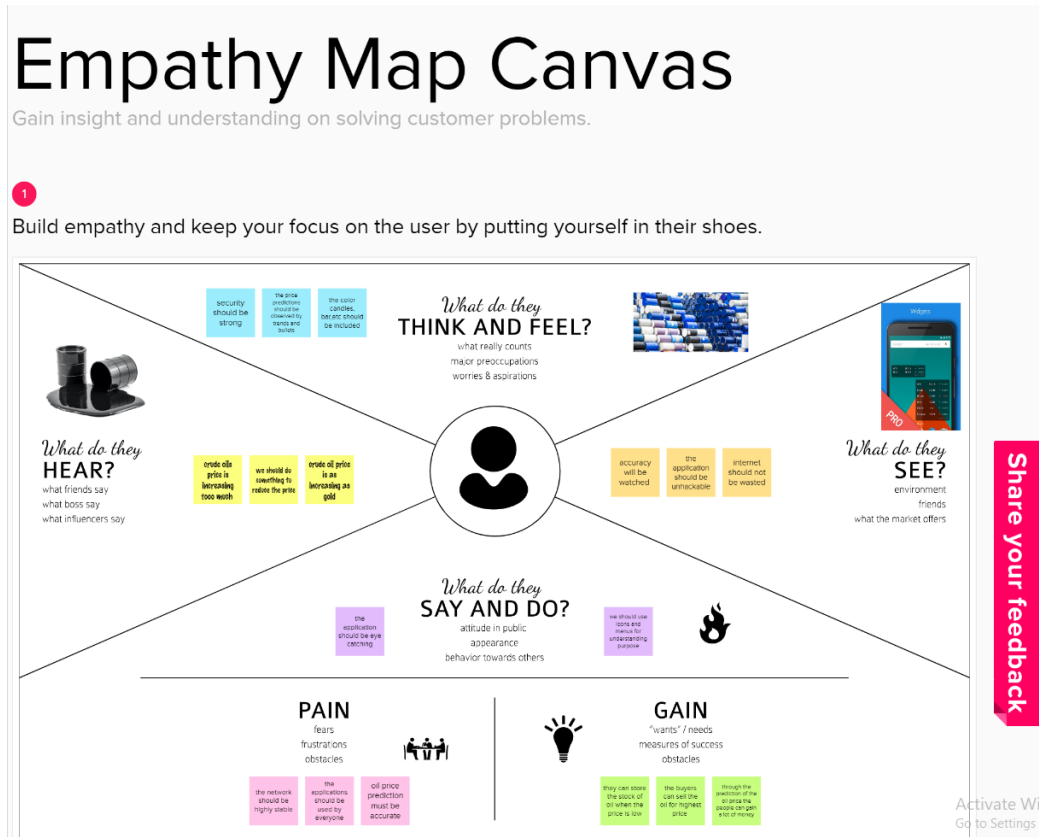 Empathy Map Canvas
Gain insight and understanding on solving customer problems.
1
Build empathy and keep your focus on the user by putting yourself in their shoes.
security
should be
strong
the price
predictions
should be
observed by
trends and
bullets
the color
candles,
bar,etc should
be included
What do they
THINK AND FEEL?
what really counts
major preoccupations
worries & aspirations
Widgets
PRO
What do they
HEAR?
what friends say
what boss say
what influencers say
crude oils
price is
increasing
tooo much
we should do
something to
reduce the price
crude oil price
is as
increasing as
gold
accuracy
will be
watched
the
application
should be
unhackable
internet
should not
be wasted
What do they
SEE?
environment
friends
what the market offers
What do they
SAY AND DO?
attitude in public
appearance
behavior towards others
the
application
should be eye
catching
we should use
icons and
menus for
understanding
purpose
PAIN
fears
frustrations
obstacles
the network
should be
highly stable
the
applications
should be
used by
everyone
oil price
prediction
must be
accurate
GAIN
"wants" / needs
measures of success
obstacles
they can store
the stock of
oil when the
price is low
the buyers
can sell the
oil for highest
price
through the
prediction of the
oil price the
people can gain
a lot of money
Share your feedback
Activate Wi
Go to Settings